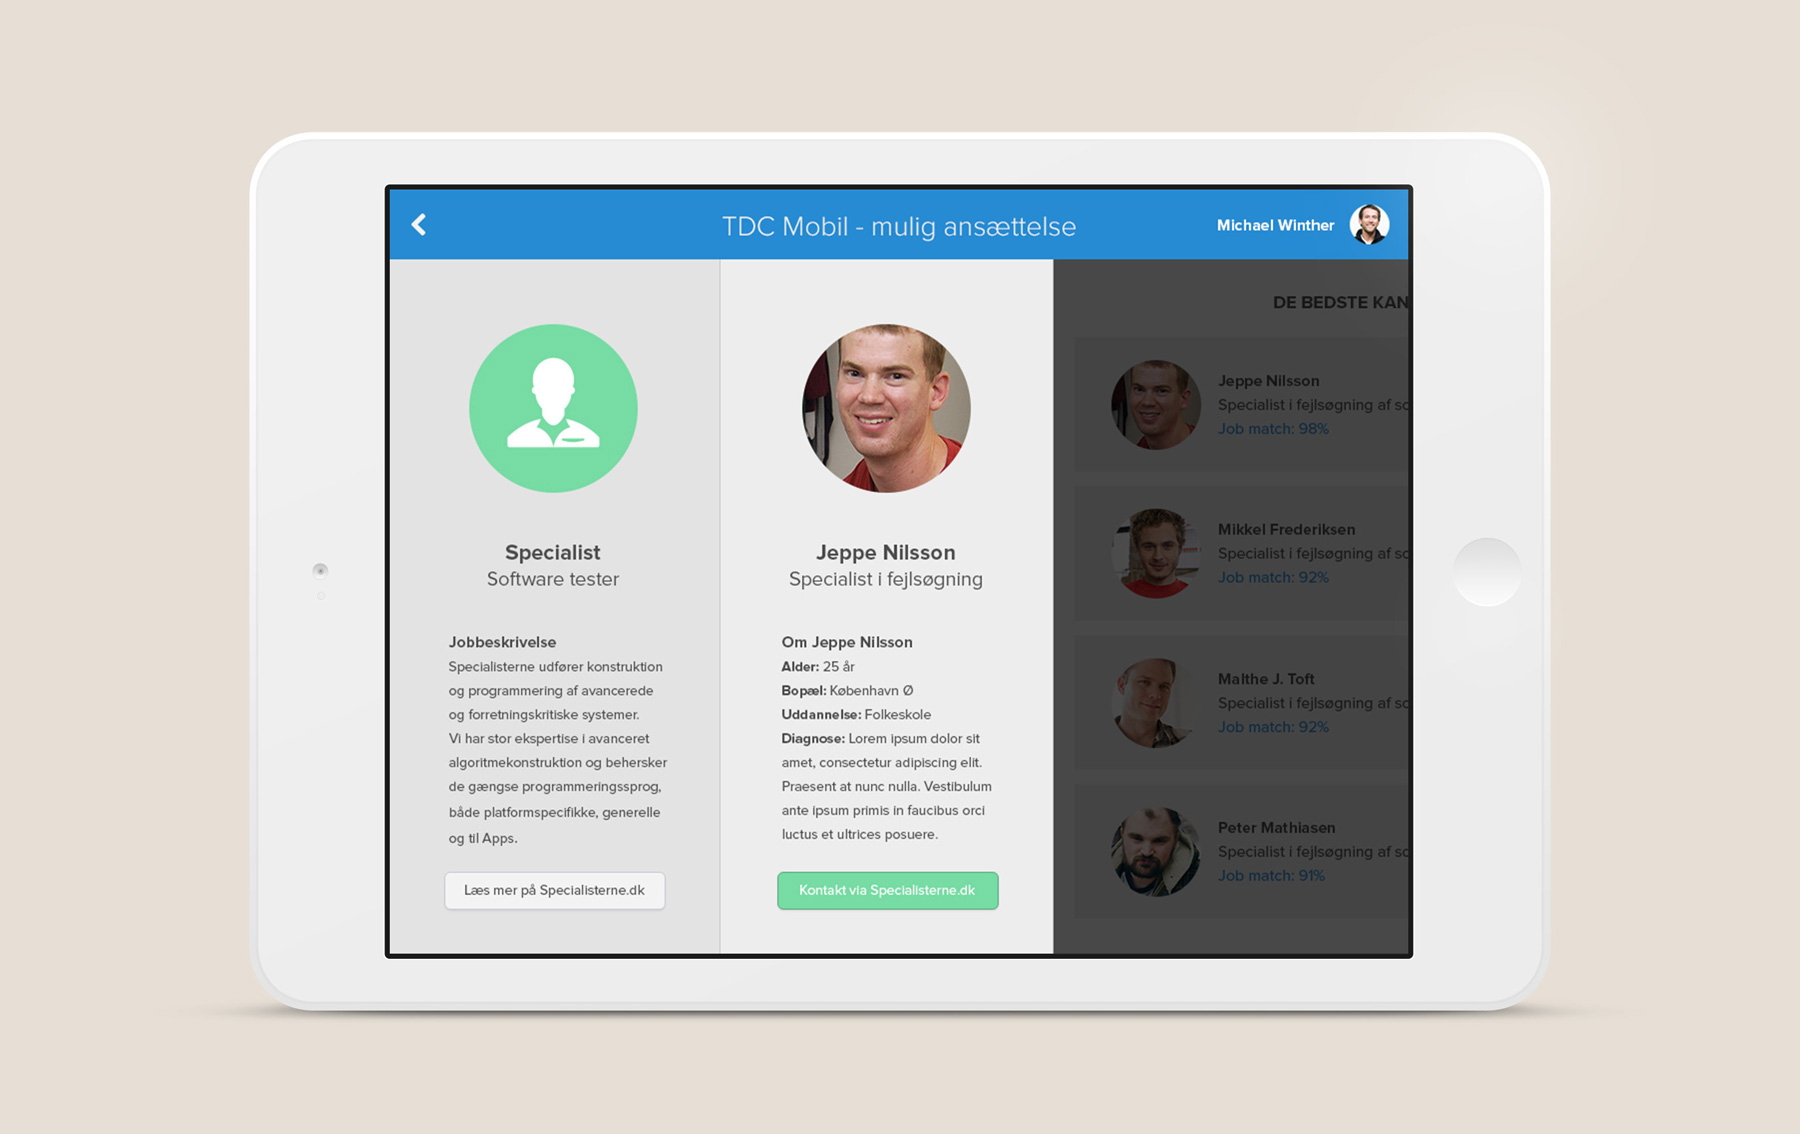 TDC Mobil - mulig ansættelse
Michael Winther
Specialist
Software tester
Jobbeskrivelse
Specialisterne udfører konstruktion
og programmering af avancerede
og forretningskritiske systemer.
Vi har stor ekspertise i avanceret
algoritmekonstruktion og behersker
de gængse programmeringssprog,
både platformspecifikke, generelle
og til Apps.
Læs mer på Specialisterne.dk
Jeppe Nilsson
Specialist i fejlsøgning
Om Jeppe Nilsson
Alder: 25 år
Bopæl: København Ø
Uddannelse: Folkeskole
Diagnose: Lorem ipsum dolor sit
amet, consectetur adipiscing elit.
Praesent at nunc nulla. Vestibulum
ante ipsum primis in faucibus orci
luctus et ultrices posuere.
Kontakt via Specialisterne.dk
DE BEDSTE KAN
Jeppe Nilsson
Specialist i fejlsøgning af so
Job match: 98%
Mikkel Frederiksen
Specialist i fejlsøgning af so
Job match: 92%
Malthe J. Toft
Specialist i fejlsøgning af so
Job match: 92%
Peter Mathiasen
Specialist i fejlsøgning af so
Job match: 91%